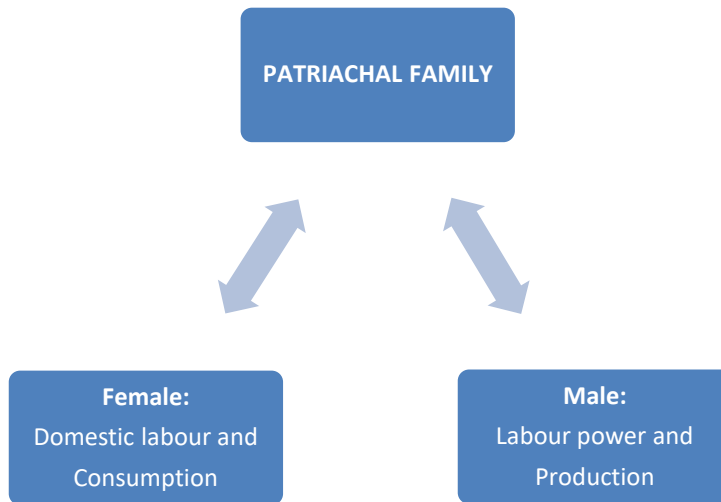 PATRIACHAL FAMILY
Female:
Domestic labour and
Consumption
Male:
Labour power and
Production